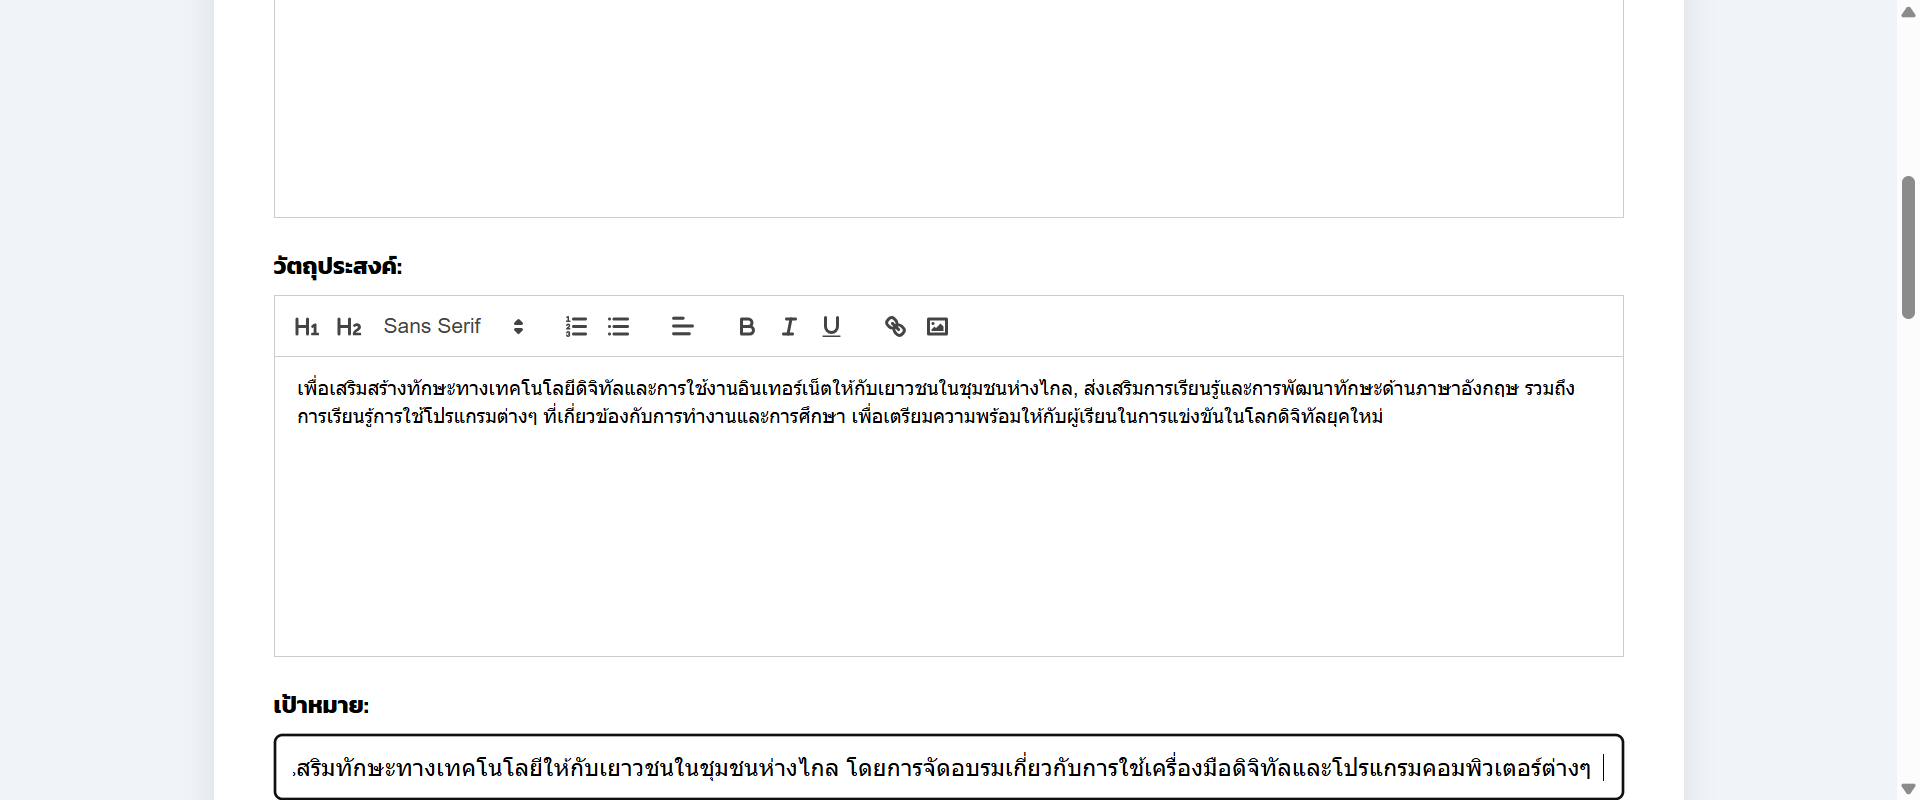 วัตถุประสงค์:
H1 H2 Sans Serif B I U
เพื่อเสริมสร้างทักษะทางเทคโนโลยีดิจิทัลและการใช้งานอินเทอร์เน็ตให้กับเยาวชนในชุมชนห่างไกล, ส่งเสริมการเรียนรู้และการพัฒนาทักษะด้านภาษาอังกฤษ รวมถึง
การเรียนรู้การใช้โปรแกรมต่างๆ ที่เกี่ยวข้องกับการทำงานและการศึกษา เพื่อเตรียมความพร้อมให้กับผู้เรียนในการแข่งขันในโลกดิจิทัลยุคใหม่
เป้าหมาย:
สริมทักษะทางเทคโนโลยีให้กับเยาวชนในชุมชนห่างไกล โดยการจัดอบรมเกี่ยวกับการใช้เครื่องมือดิจิทัลและโปรแกรมคอมพิวเตอร์ต่างๆ